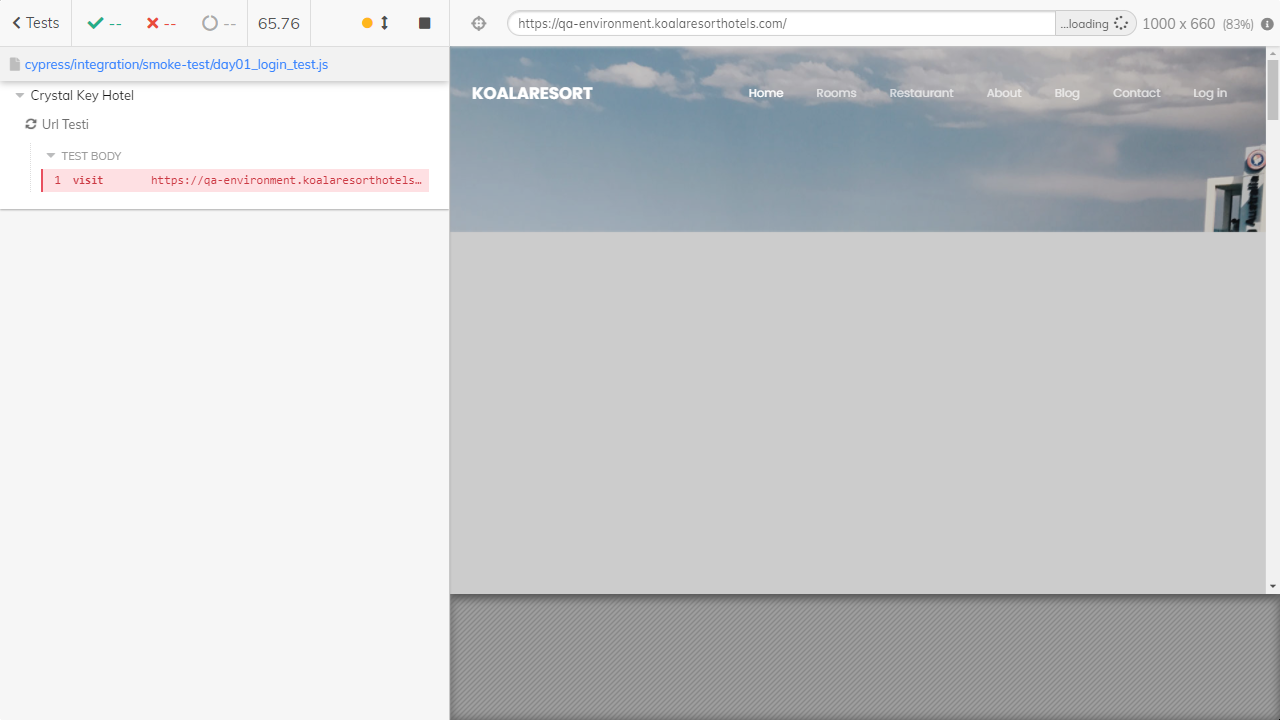 Tests -- -- -- 65.76
https://qa-environment.koalaresorthotels.com/ ...loading 1000 x 660 (83%)
cypress/integration/smoke-test/day01_login_test.js
Crystal Key Hotel
Url Testi
TEST BODY
1 visit https://qa-environment.koalaresorthotels…
KOALARESORT Home Rooms Restaurant About Blog Contact Log in